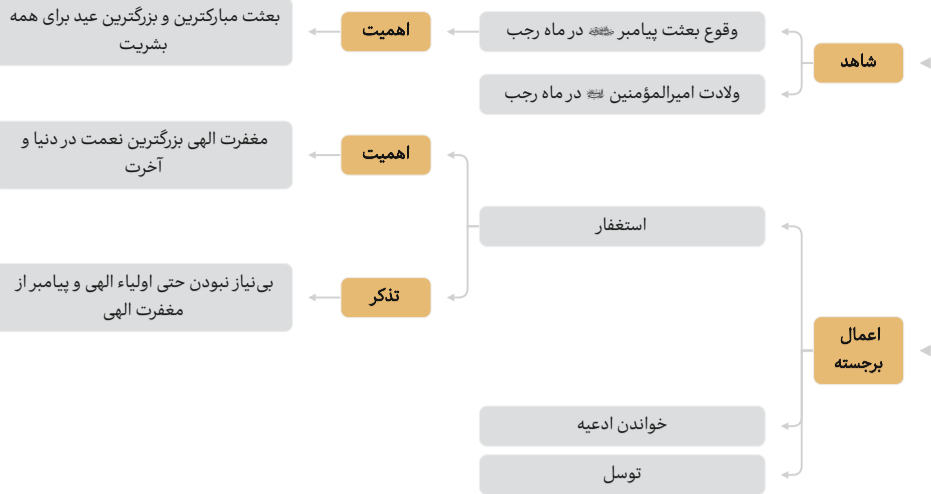 شاهد
وقوع بعثت پیامبر ﷺ در ماه رجب
اهمیت
بعثت مبارکترین و بزرگترین عید برای همه
بشریت
ولادت امیرالمؤمنین در ماه رجب
اعمال
برجسته
استغفار
اهمیت
مغفرت الهی بزرگترین نعمت در دنیا و
آخرت
تذکر
بی‌نیاز نبودن حتی اولیاء الهی و پیامبر از
مغفرت الهی
خواندن ادعیه
توسل